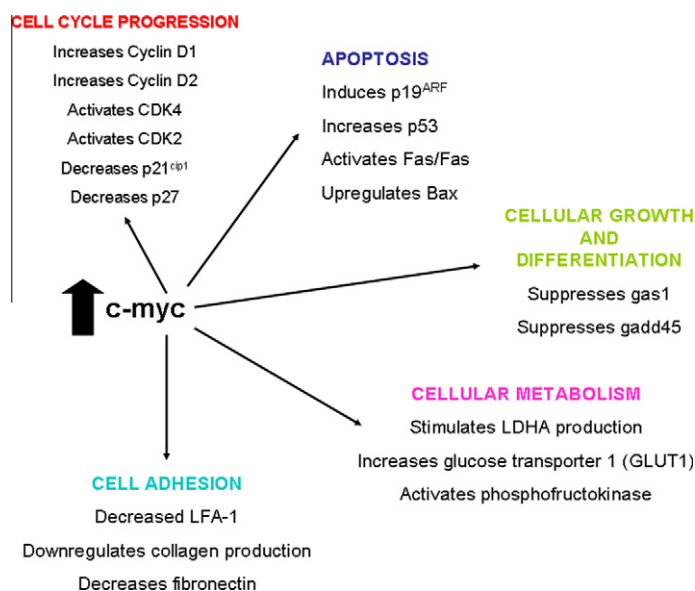 CELL CYCLE PROGRESSION
Increases Cyclin D1
Increases Cyclin D2
Activates CDK4
Activates CDK2
Decreases p21cip1
Decreases p27
APOPTOSIS
Induces p19ARF
Increases p53
Activates Fas/Fas
Upregulates Bax
CELLULAR GROWTH
AND
DIFFERENTIATION
Suppresses gas1
Suppresses gadd45
c-myc
CELLULAR METABOLISM
Stimulates LDHA production
Increases glucose transporter 1 (GLUT1)
Activates phosphofructokinase
CELL ADHESION
Decreased LFA-1
Downregulates collagen production
Decreases fibronectin